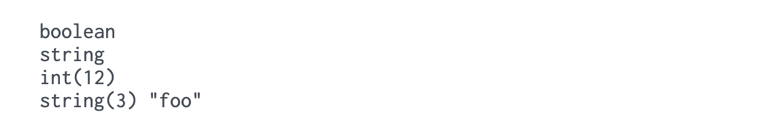 boolean
string
int(12)
string(3) "foo"